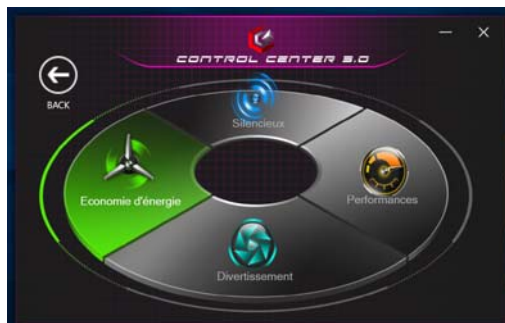 CONTROL CENTER 3.0
BACK
Silencieux
Economie d'énergie
Performances
Divertissement